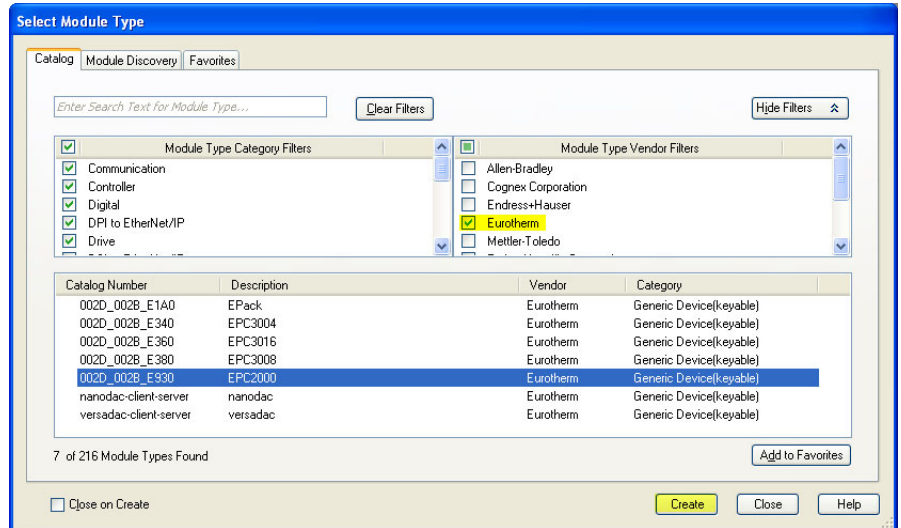 Select Module Type
Catalog Module Discovery Favorites
Enter Search Text for Module Type...
Clear Filters
Hide Filters
Module Type Category Filters
Communication
Controller
Digital
DPI to EtherNet/IP
Drive
Module Type Vendor Filters
Allen-Bradley
Cognex Corporation
Endress+Hauser
Eurotherm
Mettler-Toledo
Catalog Number Description Vendor Category
002D_002B_E1A0 EPack Eurotherm Generic Device(keyable)
002D_002B_E340 EPC3004 Eurotherm Generic Device(keyable)
002D_002B_E360 EPC3016 Eurotherm Generic Device(keyable)
002D_002B_E380 EPC3008 Eurotherm Generic Device(keyable)
002D_002B_E930 EPC2000 Eurotherm Generic Device(keyable)
nanodac-client-server nanodac Eurotherm Generic Device(keyable)
versadac-client-server versadac Eurotherm Generic Device(keyable)
7 of 216 Module Types Found
Add to Favorites
Close on Create
Create Close Help